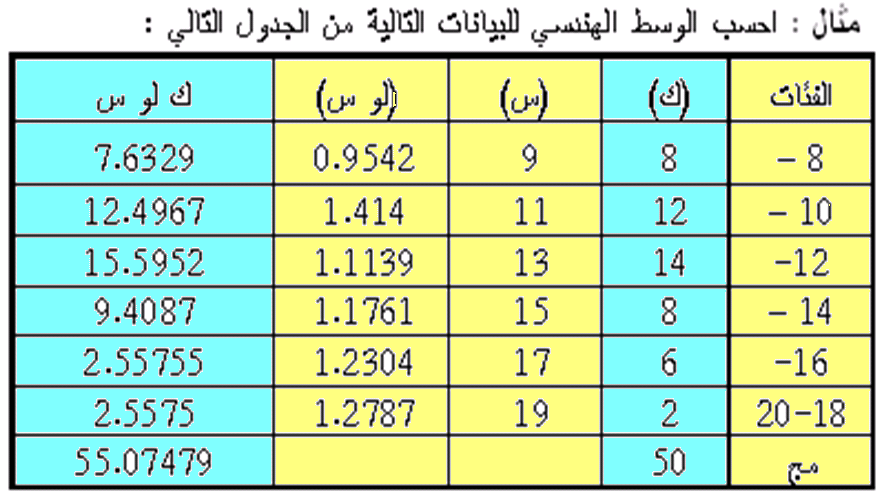 مثال : احسب الوسط الهندسي للبيانات التالية من الجدول التالي :
الفئات (ك) (س) (لو س) ك لو س
8 – 8 9 0.9542 7.6329
10 – 12 11 1.414 12.4967
12– 14 13 1.1139 15.5952
14 – 8 15 1.1761 9.4087
16– 6 17 1.2304 2.55755
18-20 2 19 1.2787 2.5575
مج 50 55.07479